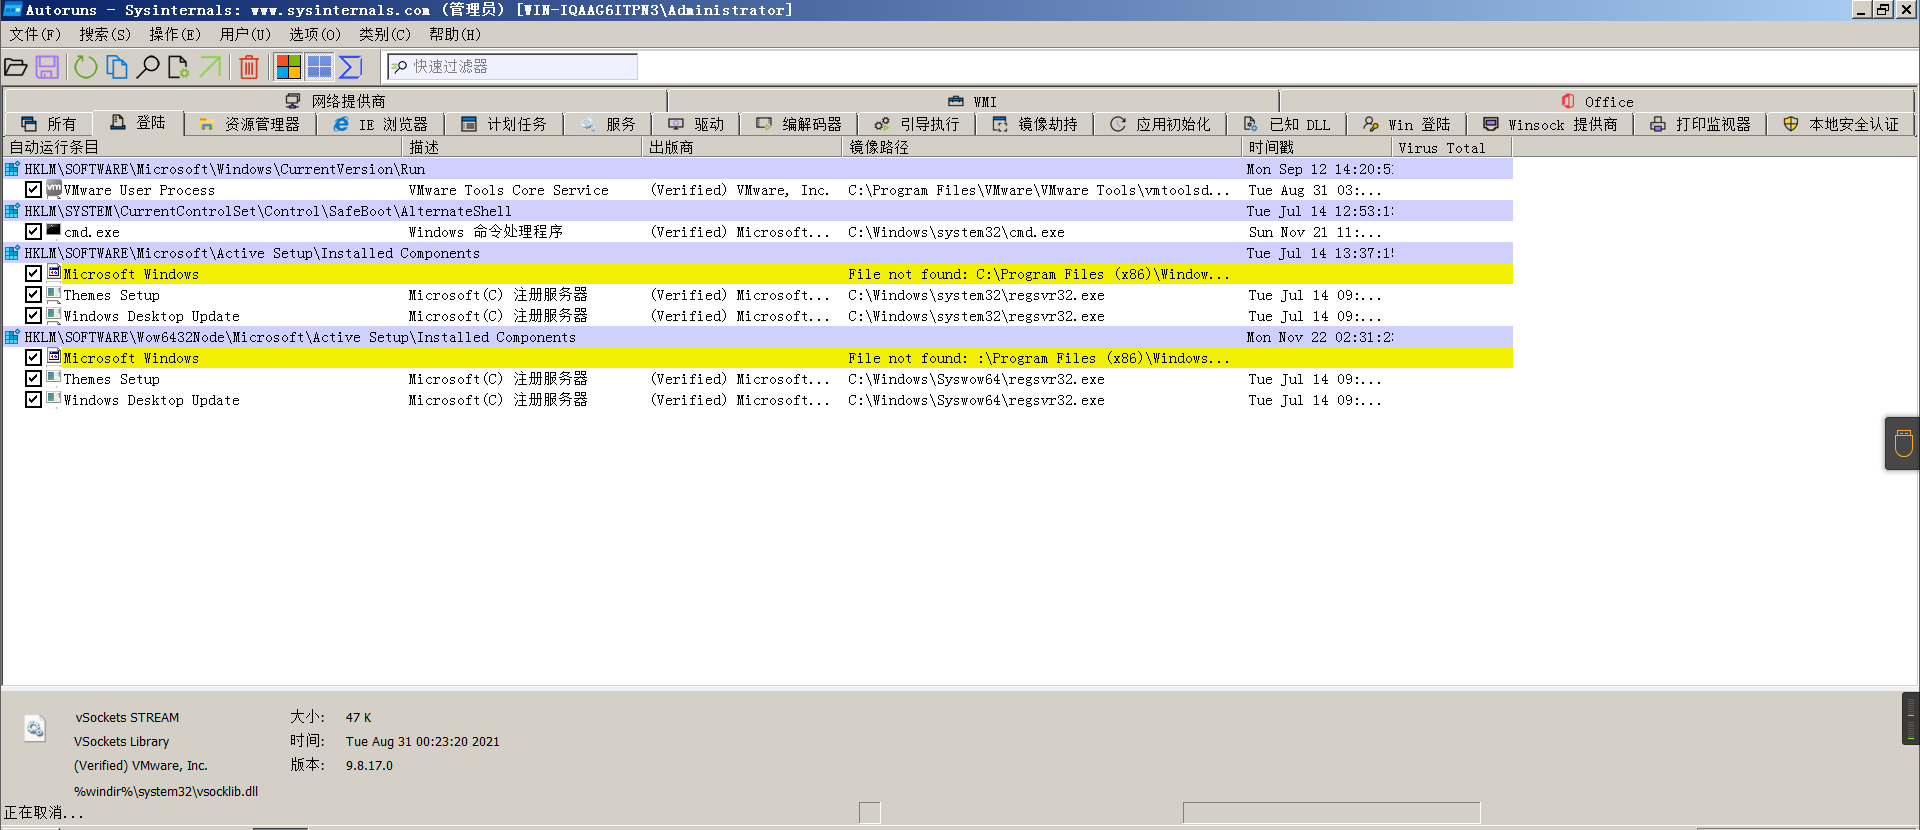 Autoruns - Sysinternals: www.sysinternals.com (管理员) [WIN-IQAAG6ITPN3\Administrator]
文件(F) 搜索(S) 操作(E) 用户(U) 选项(O) 类别(C) 帮助(H)
快速过滤器
网络提供商 WMI Office
所有 登陆 资源管理器 IE 浏览器 计划任务 服务 驱动 编解码器 引导执行 镜像劫持 应用初始化 已知 DLL Win 登陆 Winsock 提供商 打印监视器 本地安全认证
自动运行条目 描述 出版商 镜像路径 时间戳 Virus Total
HKLM\SOFTWARE\Microsoft\Windows\CurrentVersion\Run Mon Sep 12 14:20:5
VMware User Process VMware Tools Core Service (Verified) VMware, Inc. C:\Program Files\VMware\VMware Tools\vmtoolsd... Tue Aug 31 03:...
HKLM\SYSTEM\CurrentControlSet\Control\SafeBoot\AlternateShell Tue Jul 14 12:53:1
cmd.exe Windows 命令处理程序 (Verified) Microsoft... C:\Windows\system32\cmd.exe Sun Nov 21 11:...
HKLM\SOFTWARE\Microsoft\Active Setup\Installed Components Tue Jul 14 13:37:1
Microsoft Windows File not found: C:\Program Files (x86)\Window...
Themes Setup Microsoft(C) 注册服务器 (Verified) Microsoft... C:\Windows\system32\regsvr32.exe Tue Jul 14 09:...
Windows Desktop Update Microsoft(C) 注册服务器 (Verified) Microsoft... C:\Windows\system32\regsvr32.exe Tue Jul 14 09:...
HKLM\SOFTWARE\Wow6432Node\Microsoft\Active Setup\Installed Components Mon Nov 22 02:31:2
Microsoft Windows File not found: :\Program Files (x86)\Windows...
Themes Setup Microsoft(C) 注册服务器 (Verified) Microsoft... C:\Windows\Syswow64\regsvr32.exe Tue Jul 14 09:...
Windows Desktop Update Microsoft(C) 注册服务器 (Verified) Microsoft... C:\Windows\Syswow64\regsvr32.exe Tue Jul 14 09:...
vSockets STREAM 大小: 47 K
VSockets Library 时间: Tue Aug 31 00:23:20 2021
(Verified) VMware, Inc. 版本: 9.8.17.0
%windir%\system32\vsocklib.dll
正在取消...